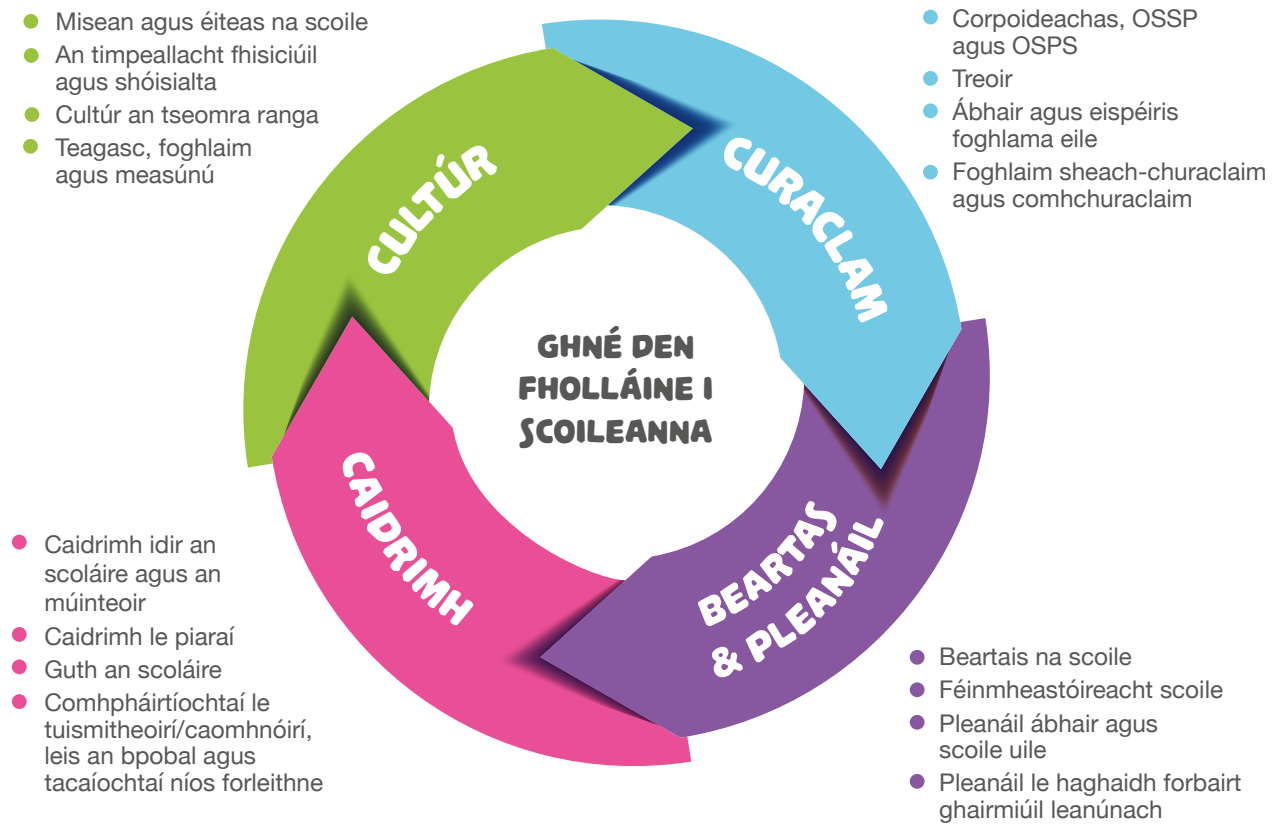 Misean agus éiteas na scoile
An timpeallacht fhisiciúil
agus shóisialta
Cultúr an tseomra ranga
Teagasc, foghlaim
agus measúnú
Corpoideachas, OSSP
agus OSPS
Treoir
Ábhair agus eispéiris
foghlama eile
Foghlaim sheach-churaclaim
agus comhchuraclaim
CULTÚR
CURACLAM
GHNÉ DEN
FHOLLÁINE I
SCOILEANNA
CAIDRIMH
BEARTAS
& PLEANÁIL
Caidrimh idir an
scoláire agus an
múinteoir
Caidrimh le piaraí
Guth an scoláire
Comhpháirtíochtaí le
tuismitheoirí/caomhnóirí,
leis an bpobal agus
tacaíochtaí níos forleithne
Beartais na scoile
Féinmheastóireacht scoile
Pleanáil ábhair agus
scoile uile
Pleanáil le haghaidh forbairt
ghairmiúil leanúnach